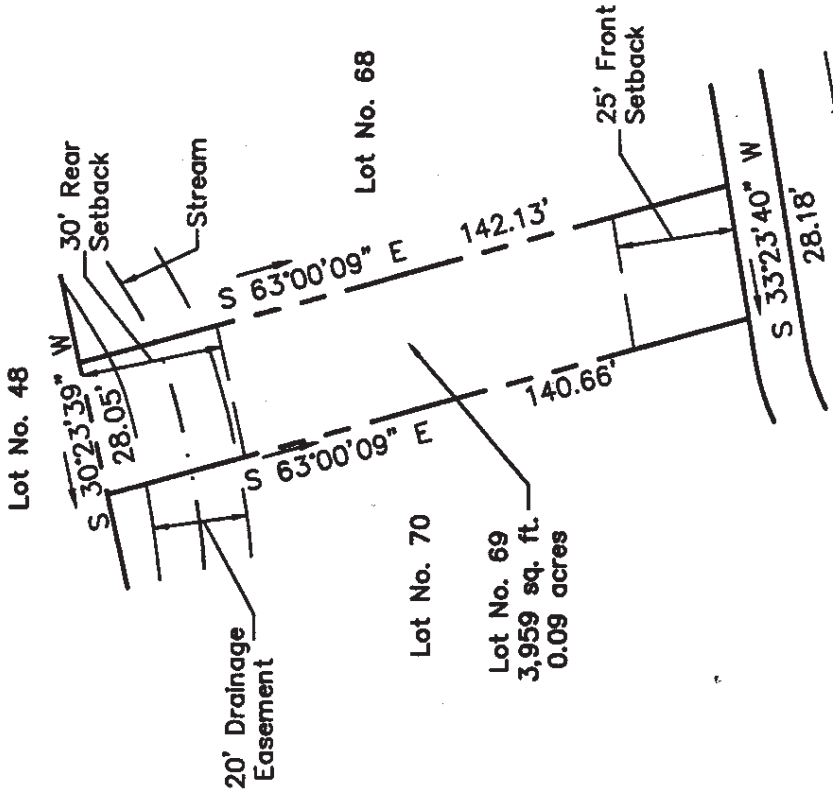 Lot No. 48
S 30°23'39" W
28.05'
30' Rear
Setback
Stream
Lot No. 68
S 63°00'09" E
142.13'
20' Drainage
Easement
S 63°00'09" E
140.66'
25' Front
Setback
Lot No. 70
Lot No. 69
3,959 sq. ft.
0.09 acres
S 33°23'40" W
28.18'